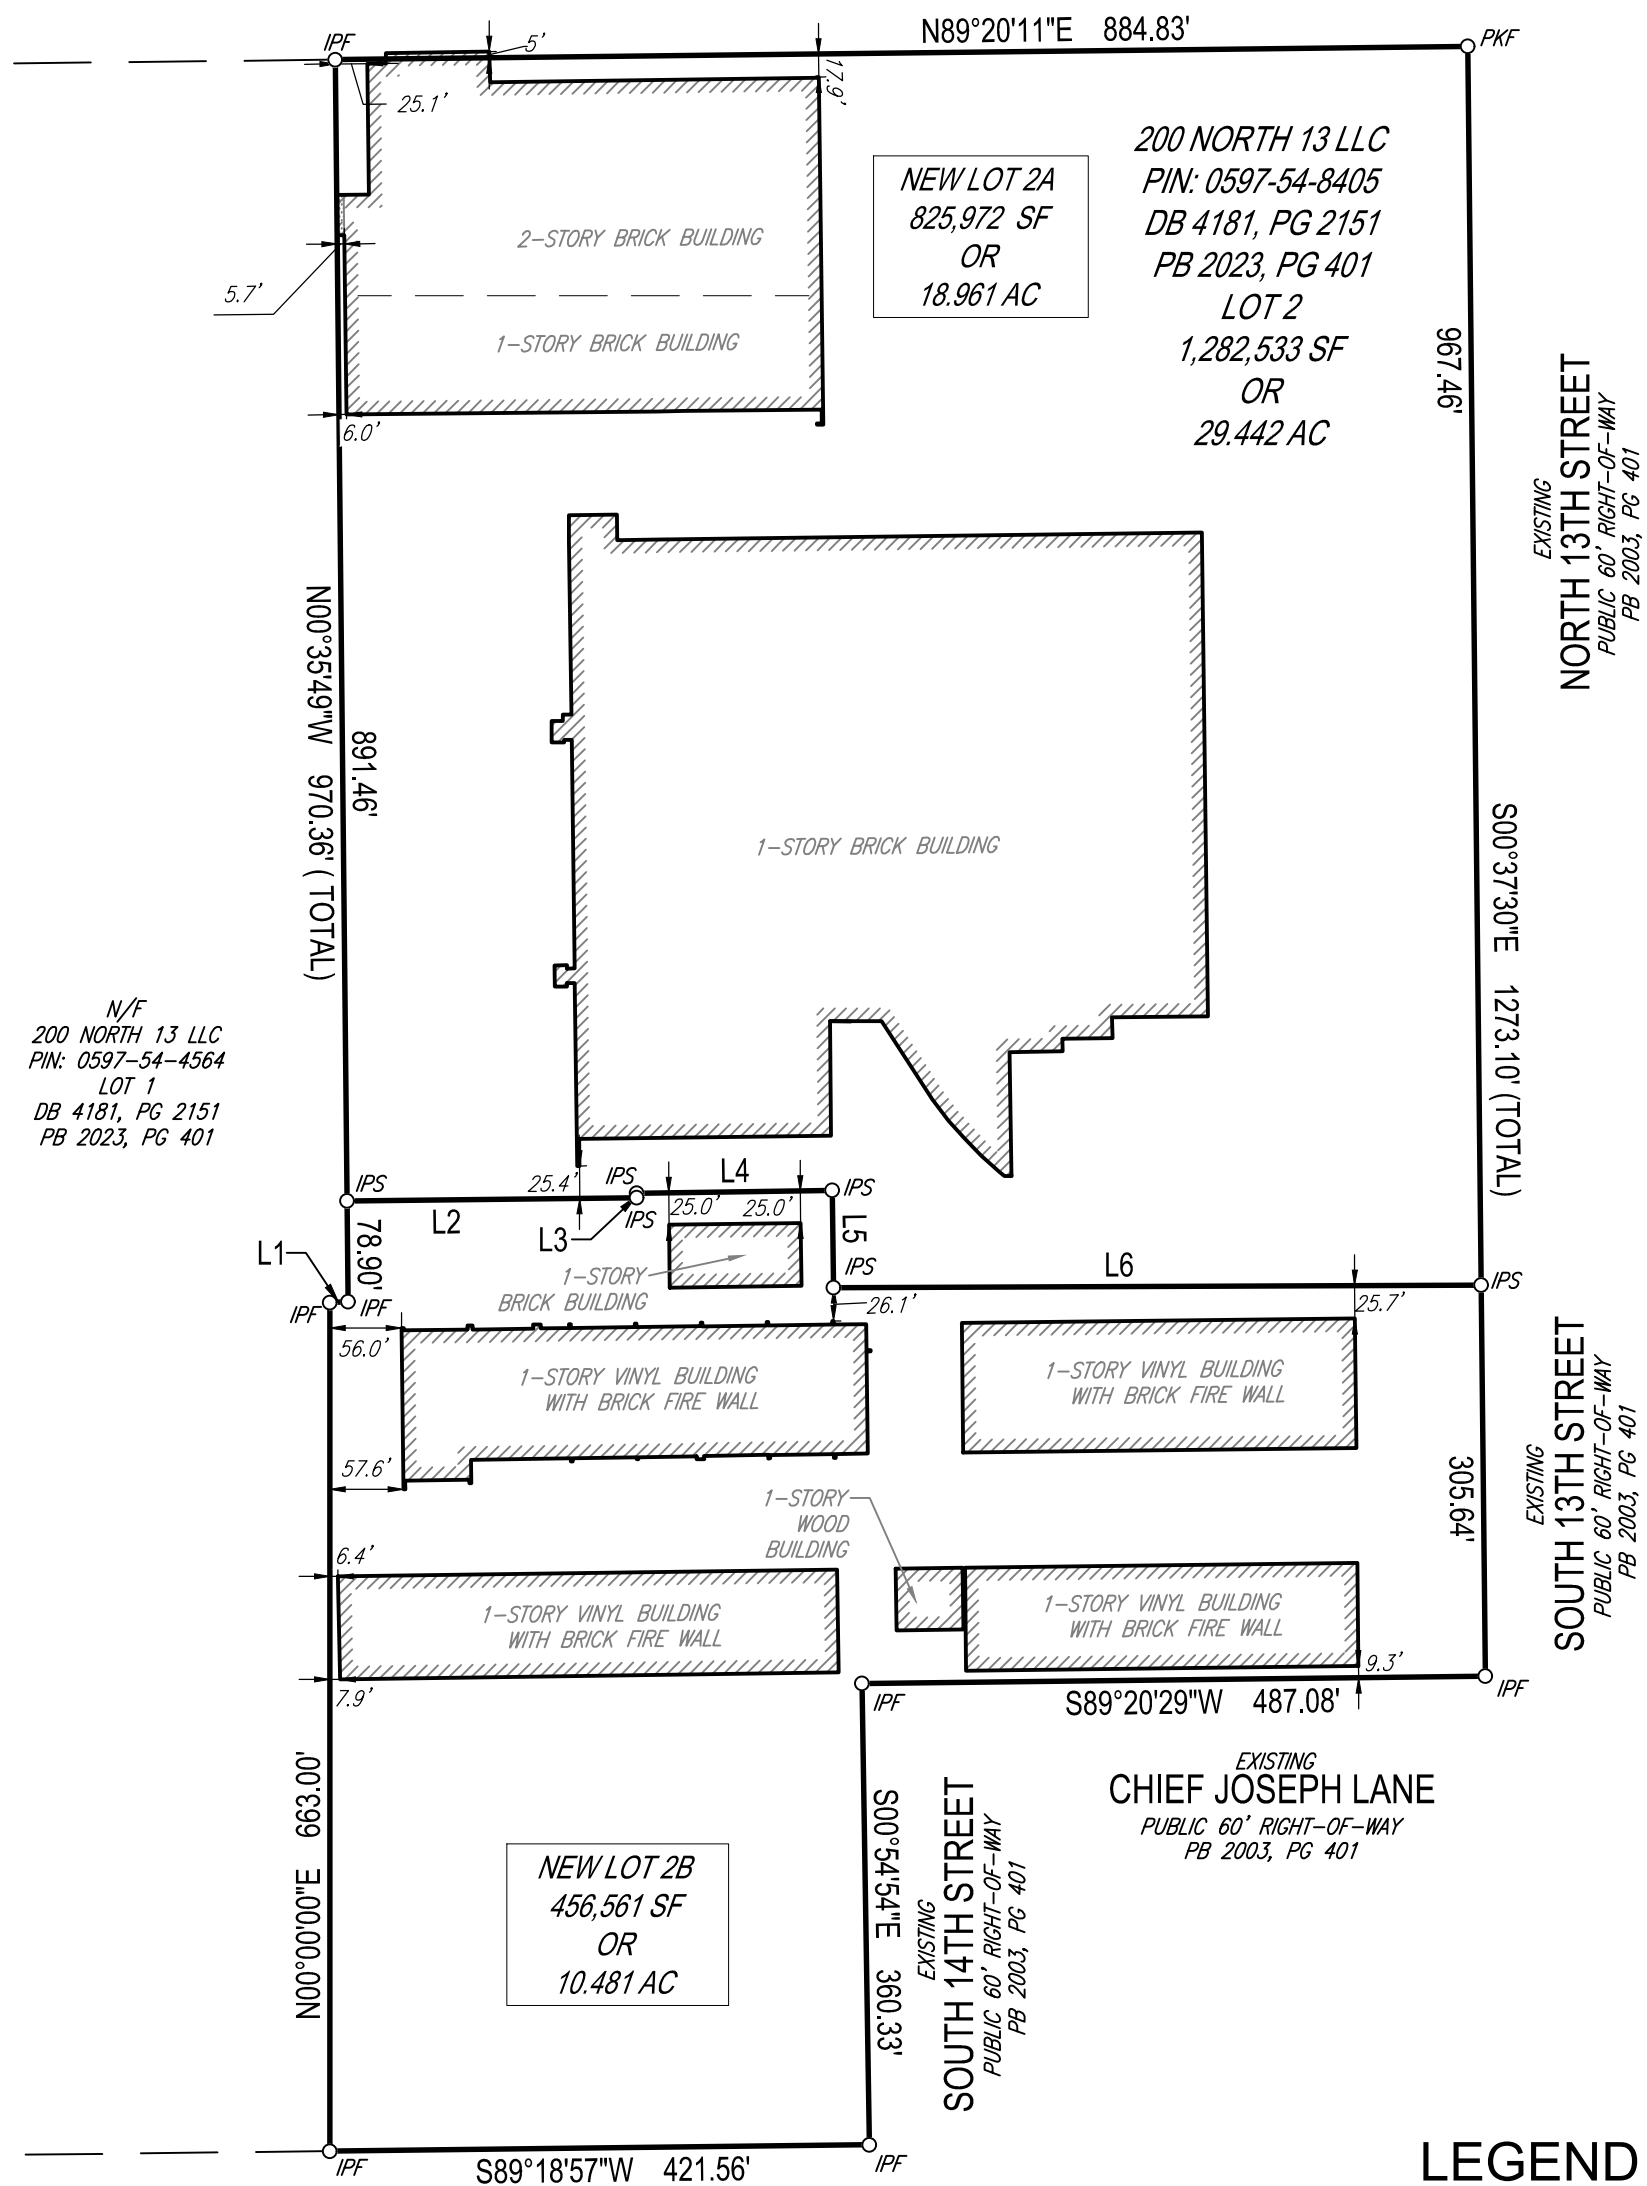 N89°20'11"E 884.83'
IPF
PKF
5'
25.1'
17.9'
NEW LOT 2A
825,972 SF
OR
18.961 AC
200 NORTH 13 LLC
PIN: 0597-54-8405
DB 4181, PG 2151
PB 2023, PG 401
LOT 2
1,282,533 SF
OR
29.442 AC
2-STORY BRICK BUILDING
5.7'
1-STORY BRICK BUILDING
6.0'
967.46'
EXISTING
NORTH 13TH STREET
PUBLIC 60' RIGHT-OF-WAY
PB 2003, PG 401
N00°35'49"W 970.36' ( TOTAL)
891.46'
1-STORY BRICK BUILDING
S00°37'30"E 1273.10' (TOTAL)
N/F
200 NORTH 13 LLC
PIN: 0597-54-4564
LOT 1
DB 4181, PG 2151
PB 2023, PG 401
IPS
25.4'
IPS
L4
IPS
L2
L3
IPS
25.0'
25.0'
L5
78.90'
L1
IPF
IPF
1-STORY
BRICK BUILDING
IPS
L6
IPS
26.1'
25.7'
56.0'
1-STORY VINYL BUILDING
WITH BRICK FIRE WALL
1-STORY VINYL BUILDING
WITH BRICK FIRE WALL
57.6'
305.64'
EXISTING
SOUTH 13TH STREET
PUBLIC 60' RIGHT-OF-WAY
PB 2003, PG 401
1-STORY
WOOD
BUILDING
6.4'
1-STORY VINYL BUILDING
WITH BRICK FIRE WALL
1-STORY VINYL BUILDING
WITH BRICK FIRE WALL
7.9'
9.3'
IPF
S89°20'29"W 487.08'
IPF
EXISTING
CHIEF JOSEPH LANE
PUBLIC 60' RIGHT-OF-WAY
PB 2003, PG 401
N00°00'00"E 663.00'
NEW LOT 2B
456,561 SF
OR
10.481 AC
S00°54'54"E 360.33'
EXISTING
SOUTH 14TH STREET
PUBLIC 60' RIGHT-OF-WAY
PB 2003, PG 401
IPF
S89°18'57"W 421.56'
IPF
LEGEND